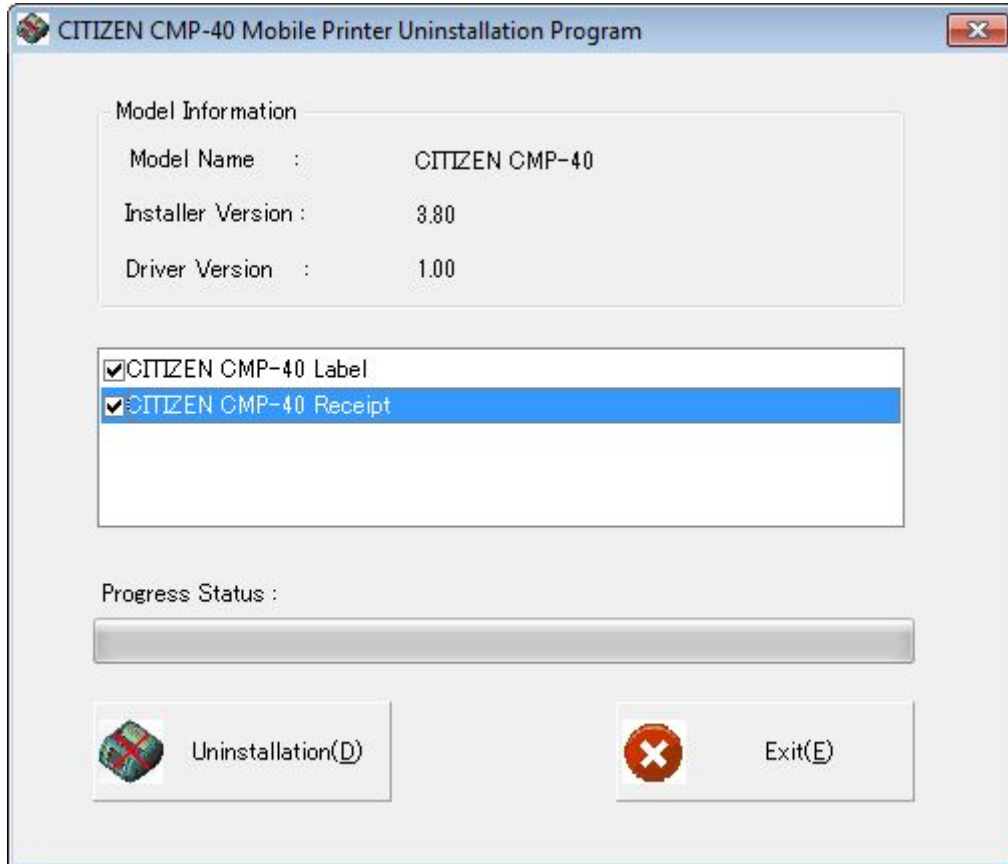 CITIZEN CMP-40 Mobile Printer Uninstallation Program
Model Information
Model Name : CITIZEN CMP-40
Installer Version : 3.80
Driver Version : 1.00
CITIZEN CMP-40 Label
CITIZEN CMP-40 Receipt
Progress Status :
Uninstallation(D) Exit(E)